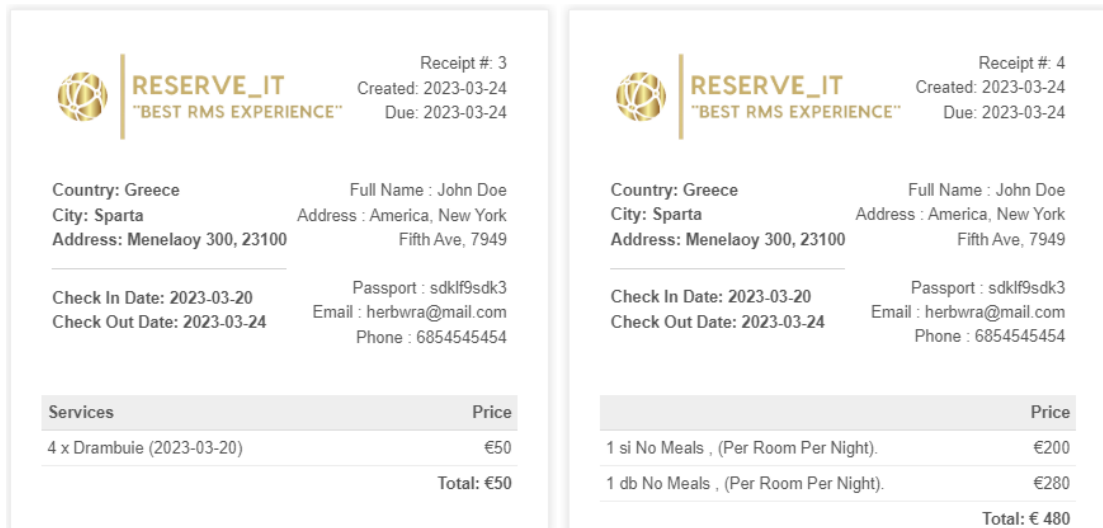 Receipt #: 3
RESERVE_IT
Created: 2023-03-24
"BEST RMS EXPERIENCE"
Due: 2023-03-24
Country: Greece
Full Name : John Doe
City: Sparta
Address : America, New York
Address: Menelaoy 300, 23100
Fifth Ave, 7949
Check In Date: 2023-03-20
Passport : sdklf9sdk3
Check Out Date: 2023-03-24
Email : herbwra@mail.com
Phone : 6854545454
Services Price
4 x Drambuie (2023-03-20) €50
Total: €50
Receipt #: 4
RESERVE_IT
Created: 2023-03-24
"BEST RMS EXPERIENCE"
Due: 2023-03-24
Country: Greece
Full Name : John Doe
City: Sparta
Address : America, New York
Address: Menelaoy 300, 23100
Fifth Ave, 7949
Check In Date: 2023-03-20
Passport : sdklf9sdk3
Check Out Date: 2023-03-24
Email : herbwra@mail.com
Phone : 6854545454
Price
1 si No Meals , (Per Room Per Night). €200
1 db No Meals , (Per Room Per Night). €280
Total: € 480